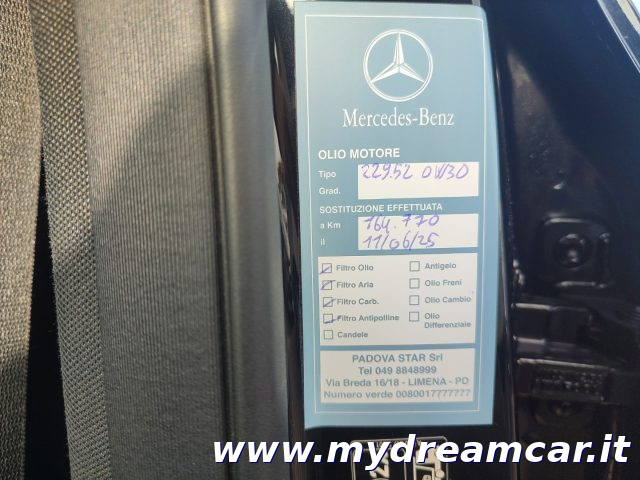 Mercedes-Benz
OLIO MOTORE
Tipo 229.52 0W30
Grad.
SOSTITUZIONE EFFETTUATA
a Km 164.770
il 11/06/25
Filtro Olio
Antigelo
Filtro Aria
Olio Freni
Filtro Carb.
Olio Cambio
Filtro Antipolline
Olio
Differenziale
Candele
PADOVA STAR Srl
Tel 049 8848999
Via Breda 16/18 - LIMENA - PD
Numero verde 0080017777777
www.mydreamcar.it